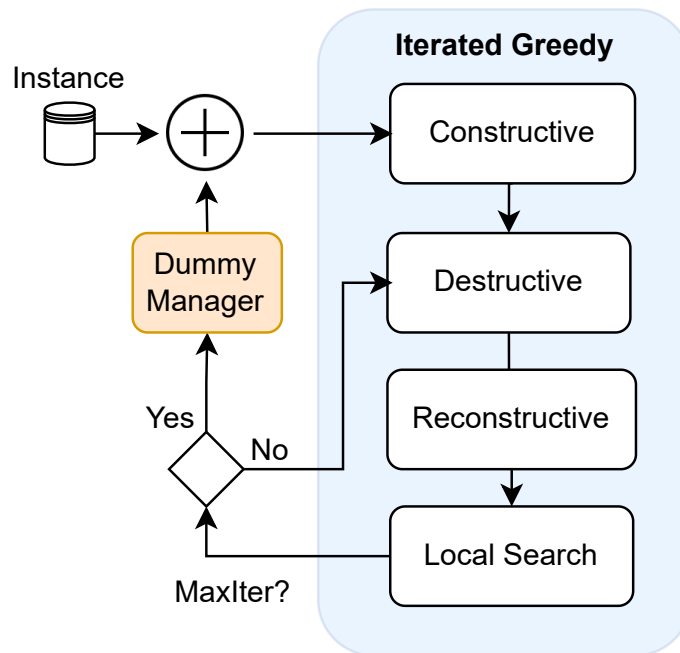 Iterated Greedy
Instance
Constructive
Dummy
Manager
Destructive
Yes
No
Reconstructive
Local Search
MaxIter?